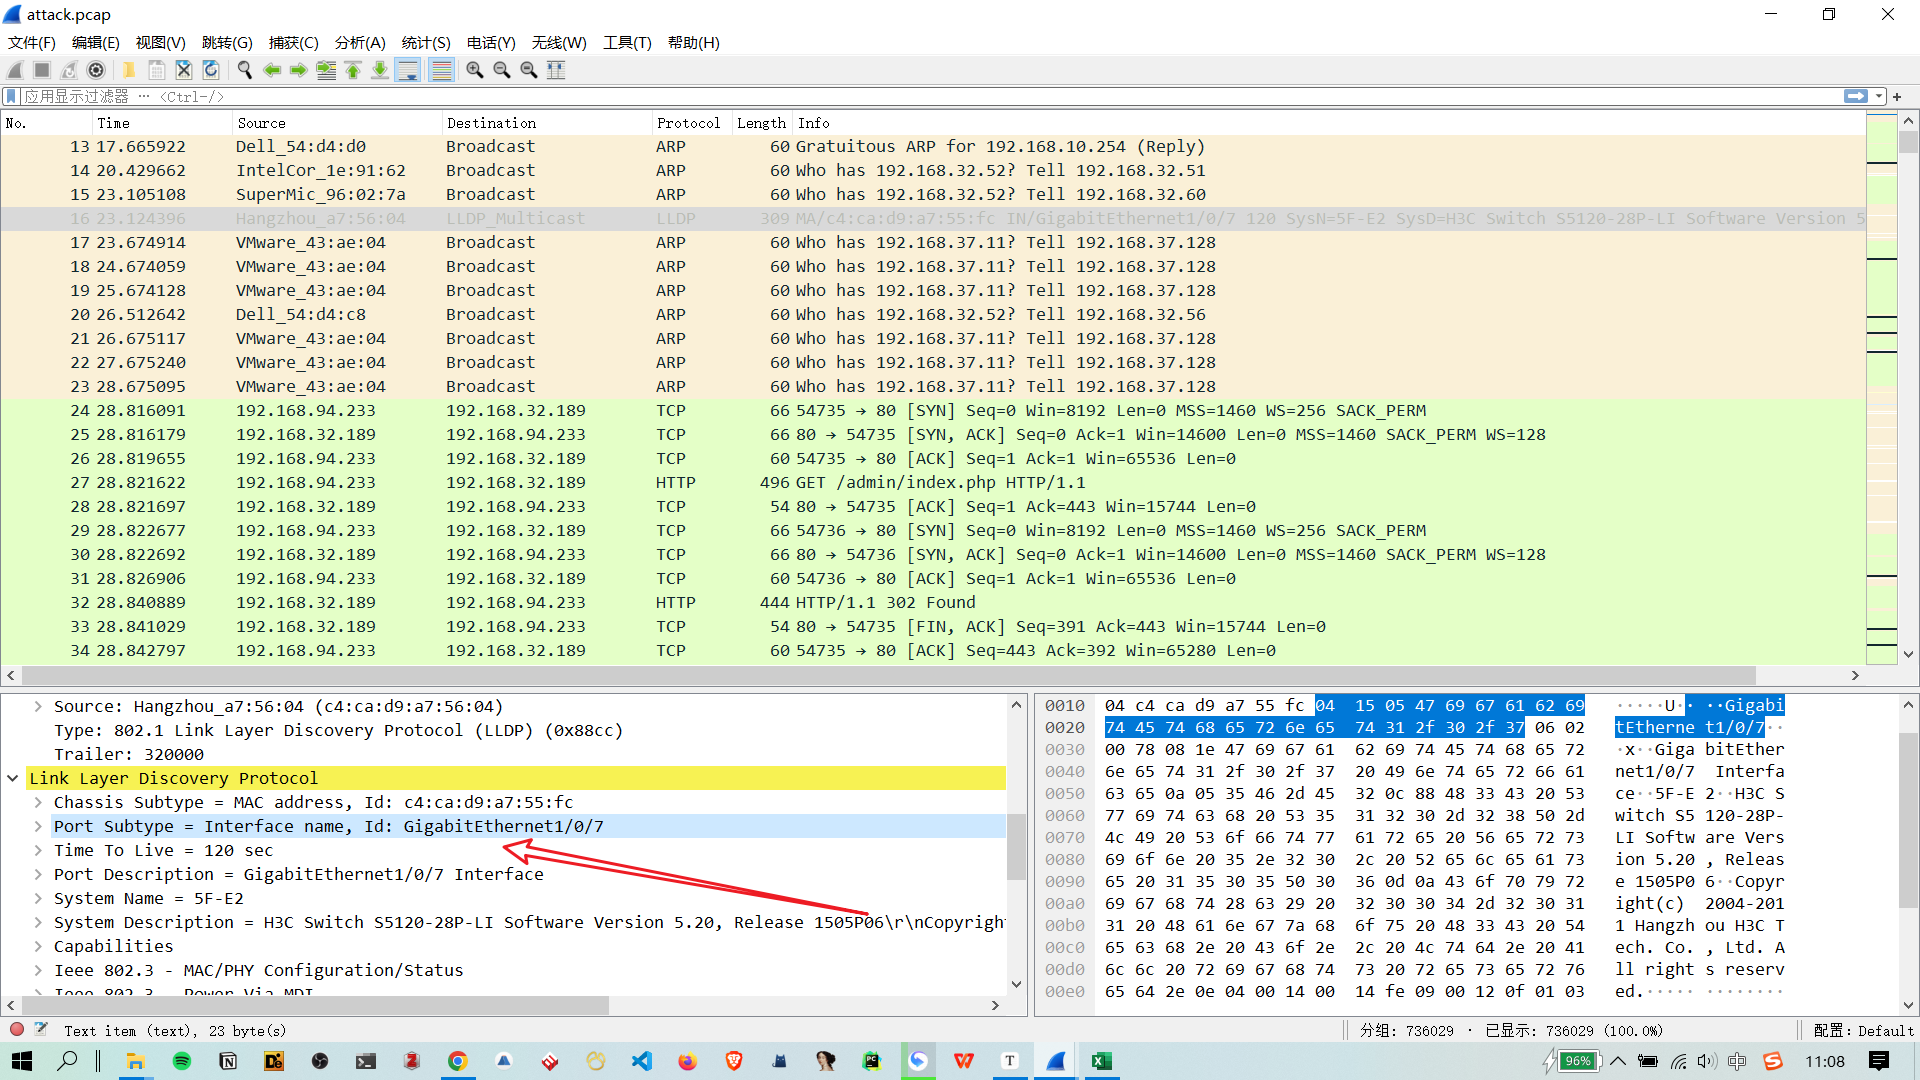 attack.pcap
文件(F) 编辑(E) 视图(V) 跳转(G) 捕获(C) 分析(A) 统计(S) 电话(Y) 无线(W) 工具(T) 帮助(H)
应用显示过滤器 … <Ctrl-/>
No. Time Source Destination Protocol Length Info
13 17.665922 Dell_54:d4:d0 Broadcast ARP 60 Gratuitous ARP for 192.168.10.254 (Reply)
14 20.429662 IntelCor_1e:91:62 Broadcast ARP 60 Who has 192.168.32.52? Tell 192.168.32.51
15 23.105108 SuperMic_96:02:7a Broadcast ARP 60 Who has 192.168.32.52? Tell 192.168.32.60
16 23.124396 Hangzhou_a7:56:04 LLDP_Multicast LLDP 309 MA/c4:ca:d9:a7:55:fc IN/GigabitEthernet1/0/7 120 SysN=5F-E2 SysD=H3C Switch S5120-28P-LI Software Version 5
17 23.674914 VMware_43:ae:04 Broadcast ARP 60 Who has 192.168.37.11? Tell 192.168.37.128
18 24.674059 VMware_43:ae:04 Broadcast ARP 60 Who has 192.168.37.11? Tell 192.168.37.128
19 25.674128 VMware_43:ae:04 Broadcast ARP 60 Who has 192.168.37.11? Tell 192.168.37.128
20 26.512642 Dell_54:d4:c8 Broadcast ARP 60 Who has 192.168.32.52? Tell 192.168.32.56
21 26.675117 VMware_43:ae:04 Broadcast ARP 60 Who has 192.168.37.11? Tell 192.168.37.128
22 27.675240 VMware_43:ae:04 Broadcast ARP 60 Who has 192.168.37.11? Tell 192.168.37.128
23 28.675095 VMware_43:ae:04 Broadcast ARP 60 Who has 192.168.37.11? Tell 192.168.37.128
24 28.816091 192.168.94.233 192.168.32.189 TCP 66 54735 → 80 [SYN] Seq=0 Win=8192 Len=0 MSS=1460 WS=256 SACK_PERM
25 28.816179 192.168.32.189 192.168.94.233 TCP 66 80 → 54735 [SYN, ACK] Seq=0 Ack=1 Win=14600 Len=0 MSS=1460 SACK_PERM WS=128
26 28.819655 192.168.94.233 192.168.32.189 TCP 60 54735 → 80 [ACK] Seq=1 Ack=1 Win=65536 Len=0
27 28.821622 192.168.94.233 192.168.32.189 HTTP 496 GET /admin/index.php HTTP/1.1
28 28.821697 192.168.32.189 192.168.94.233 TCP 54 80 → 54735 [ACK] Seq=1 Ack=443 Win=15744 Len=0
29 28.822677 192.168.94.233 192.168.32.189 TCP 66 54736 → 80 [SYN] Seq=0 Win=8192 Len=0 MSS=1460 WS=256 SACK_PERM
30 28.822692 192.168.32.189 192.168.94.233 TCP 66 80 → 54736 [SYN, ACK] Seq=0 Ack=1 Win=14600 Len=0 MSS=1460 SACK_PERM WS=128
31 28.826906 192.168.94.233 192.168.32.189 TCP 60 54736 → 80 [ACK] Seq=1 Ack=1 Win=65536 Len=0
32 28.840889 192.168.32.189 192.168.94.233 HTTP 444 HTTP/1.1 302 Found
33 28.841029 192.168.32.189 192.168.94.233 TCP 54 80 → 54735 [FIN, ACK] Seq=391 Ack=443 Win=15744 Len=0
34 28.842797 192.168.94.233 192.168.32.189 TCP 60 54735 → 80 [ACK] Seq=443 Ack=392 Win=65280 Len=0
Source: Hangzhou_a7:56:04 (c4:ca:d9:a7:56:04)
Type: 802.1 Link Layer Discovery Protocol (LLDP) (0x88cc)
Trailer: 320000
Link Layer Discovery Protocol
Chassis Subtype = MAC address, Id: c4:ca:d9:a7:55:fc
Port Subtype = Interface name, Id: GigabitEthernet1/0/7
Time To Live = 120 sec
Port Description = GigabitEthernet1/0/7 Interface
System Name = 5F-E2
System Description = H3C Switch S5120-28P-LI Software Version 5.20, Release 1505P06\r\nCopyright
Capabilities
Ieee 802.3 - MAC/PHY Configuration/Status
Ieee 802.3 - Power Via MDI
0010 04 c4 ca d9 a7 55 fc 04 15 05 47 69 67 61 62 69 ·····U· ··Gigabi
0020 74 45 74 68 65 72 6e 65 74 31 2f 30 2f 37 06 02 tEtherne t1/0/7··
0030 00 78 08 1e 47 69 67 61 62 69 74 45 74 68 65 72 ·x··Giga bitEther
0040 6e 65 74 31 2f 30 2f 37 20 49 6e 74 65 72 66 61 net1/0/7 Interfa
0050 63 65 0a 05 35 46 2d 45 32 0c 88 48 33 43 20 53 ce··5F-E 2··H3C S
0060 77 69 74 63 68 20 53 35 31 32 30 2d 32 38 50 2d witch S5 120-28P-
0070 4c 49 20 53 6f 66 74 77 61 72 65 20 56 65 72 73 LI Softw are Vers
0080 69 6f 6e 20 35 2e 32 30 2c 20 52 65 6c 65 61 73 ion 5.20 , Releas
0090 65 20 31 35 30 35 50 30 36 0d 0a 43 6f 70 79 72 e 1505P0 6··Copyr
00a0 69 67 68 74 28 63 29 20 32 30 30 34 2d 32 30 31 ight(c) 2004-201
00b0 31 20 48 61 6e 67 7a 68 6f 75 20 48 33 43 20 54 1 Hangzh ou H3C T
00c0 65 63 68 2e 20 43 6f 2e 2c 20 4c 74 64 2e 20 41 ech. Co. , Ltd. A
00d0 6c 6c 20 72 69 67 68 74 73 20 72 65 73 65 72 76 ll right s reserv
00e0 65 64 2e 0e 04 00 14 00 14 fe 09 00 12 0f 01 03 ed.····· ········
Text item (text), 23 byte(s) 分组: 736029 · 已显示: 736029 (100.0%) 配置: Default
96% 中 11:08